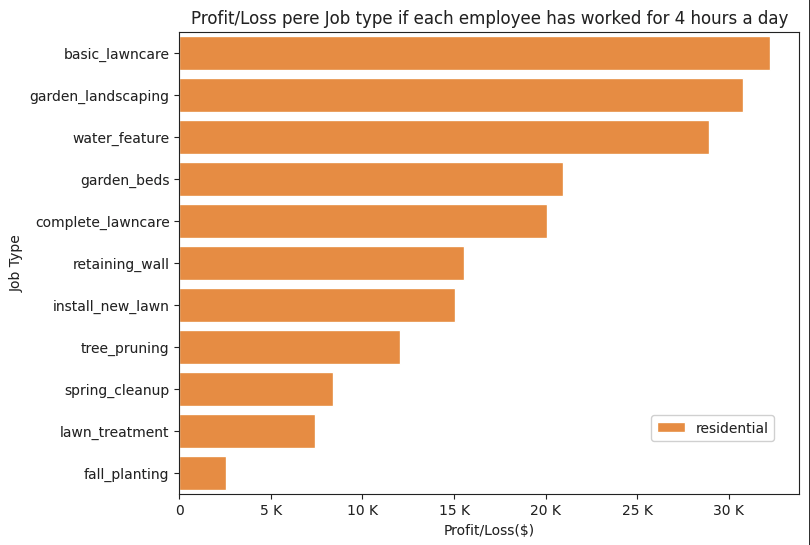 Profit/Loss pere Job type if each employee has worked for 4 hours a day
basic_lawncare
garden_landscaping
water_feature
garden_beds
complete_lawncare
retaining_wall
install_new_lawn
tree_pruning
spring_cleanup
lawn_treatment
fall_planting
Job Type
residential
0 5 K 10 K 15 K 20 K 25 K 30 K
Profit/Loss($)